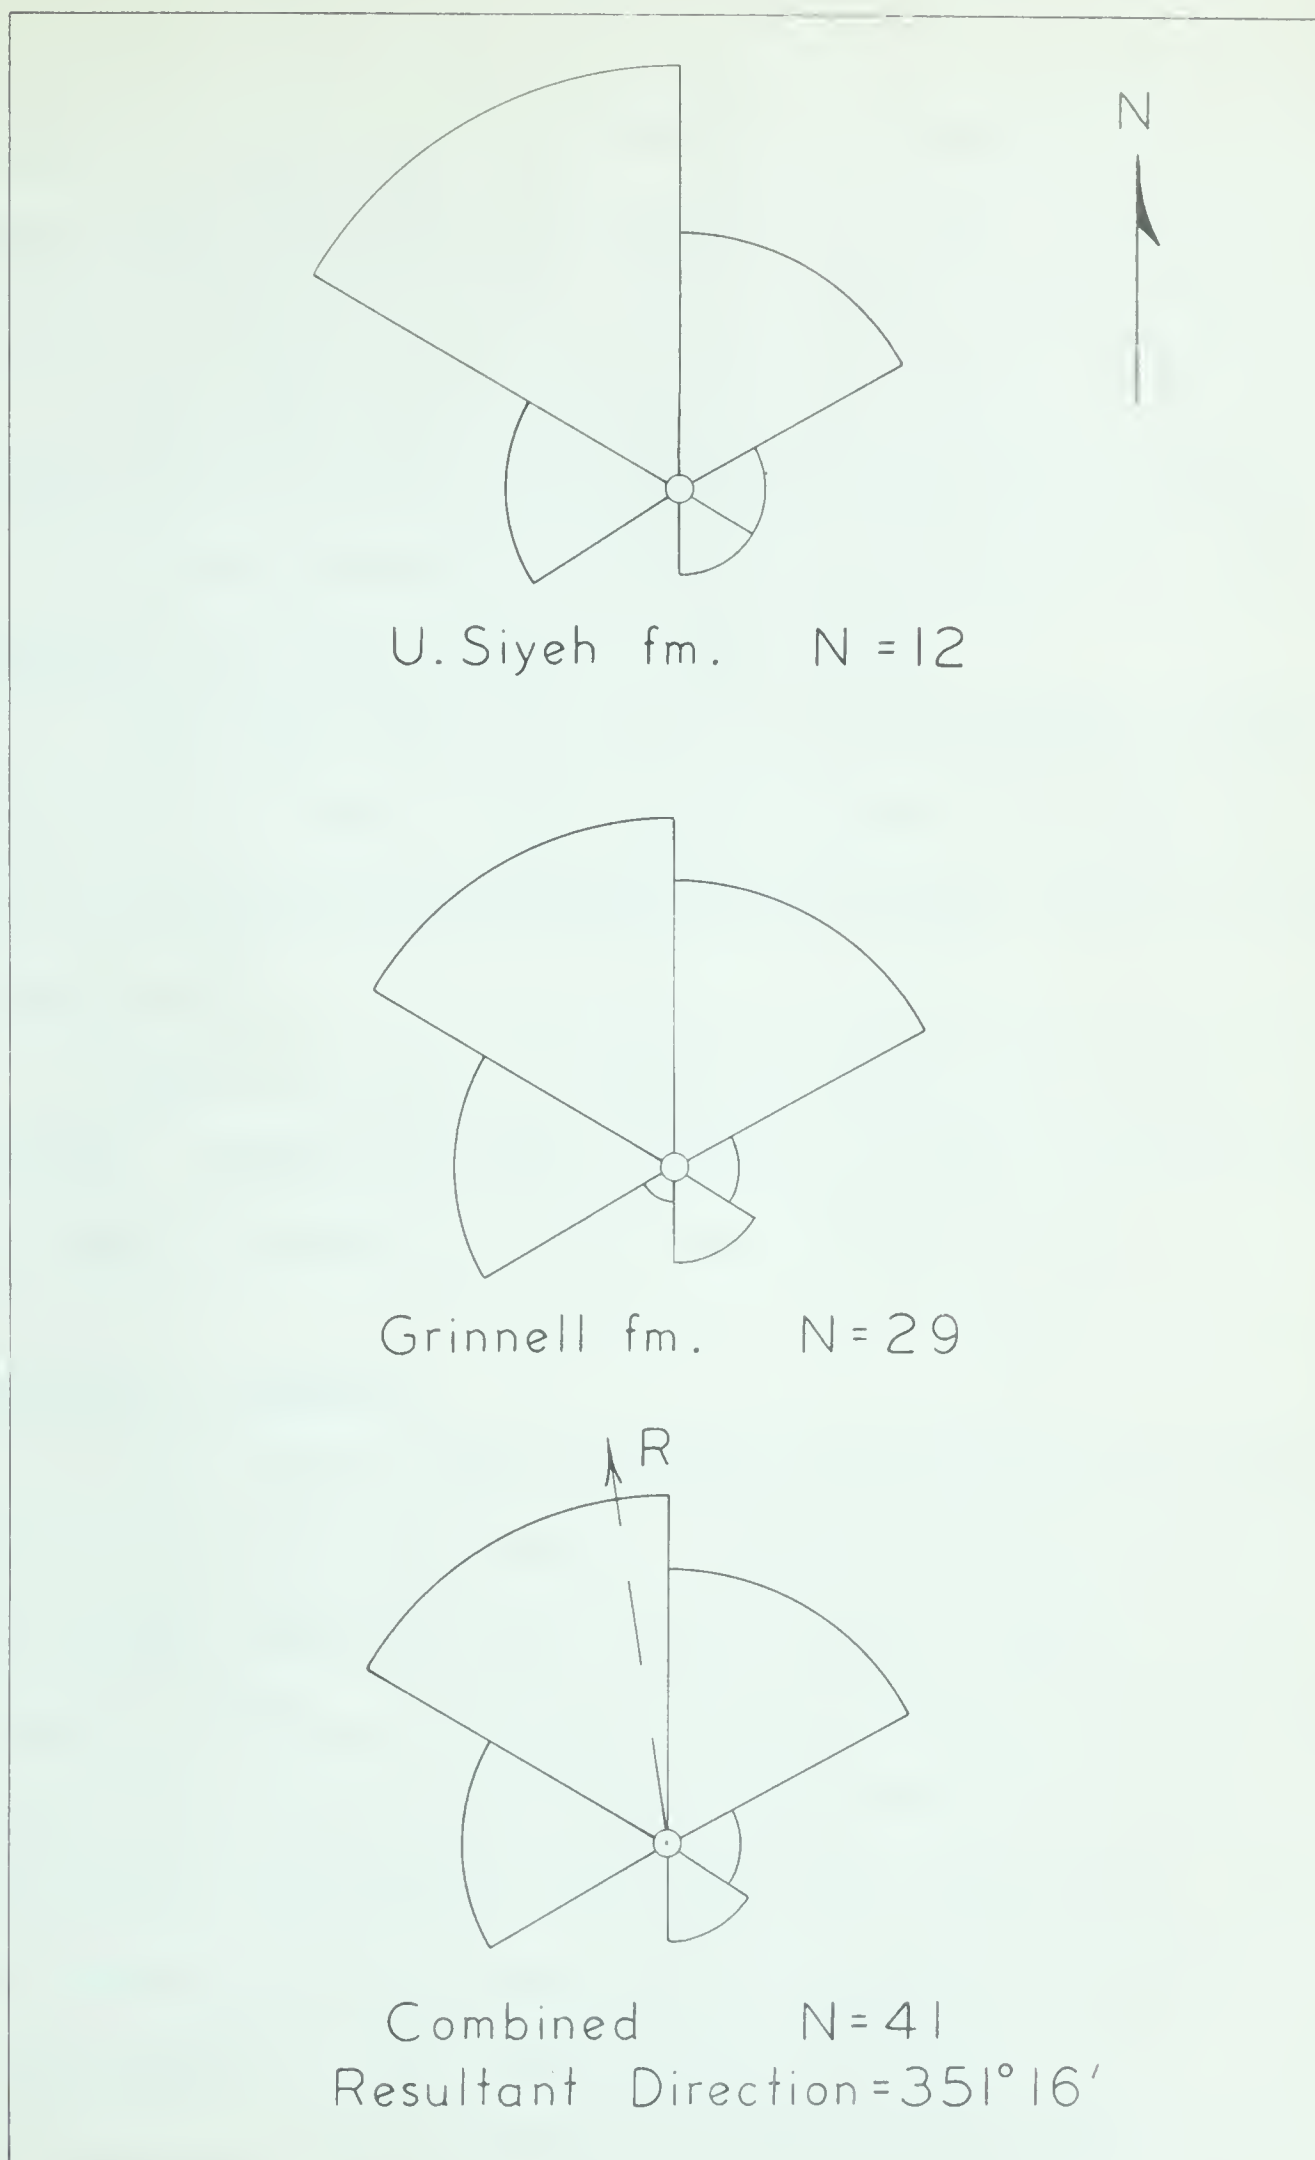 N
U. Siyeh fm. N = 12
Grinnell fm. N = 29
R
Combined N = 41
Resultant Direction = 351° 16′